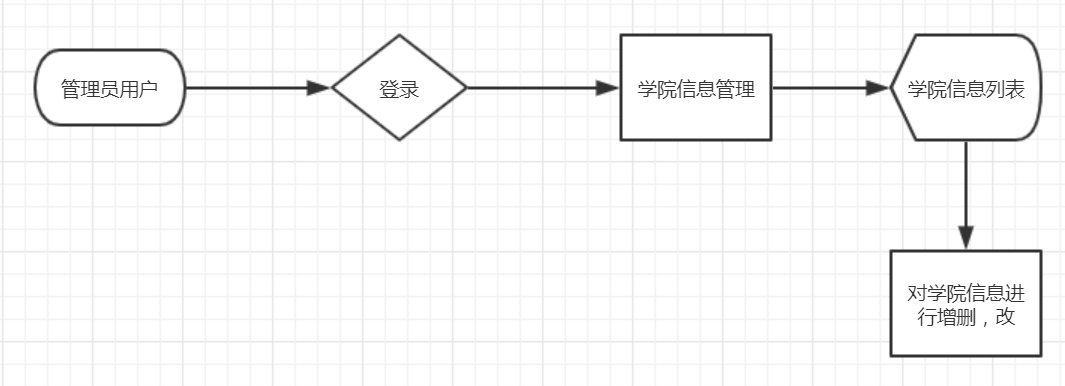 管理员用户
登录
学院信息管理
学院信息列表
对学院信息进
行增删，改